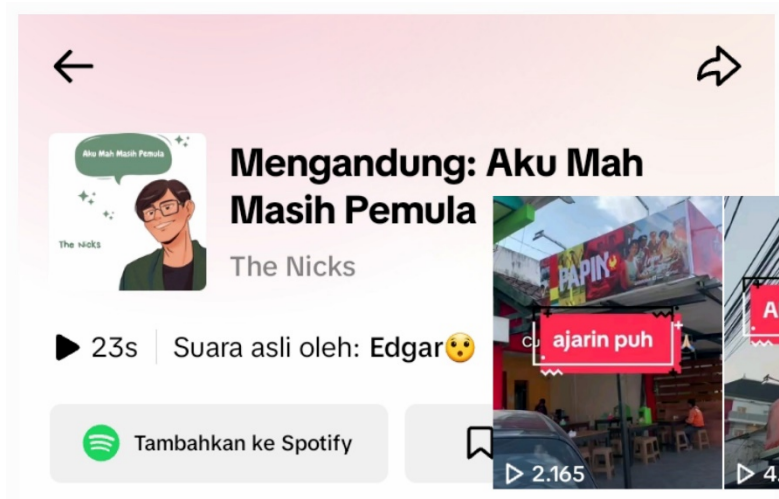 Aku Mah Masih Pemula
The Nicks
Mengandung: Aku Mah
Masih Pemula
The Nicks
23s
Suara asli oleh: Edgar😯
Tambahkan ke Spotify
PAPIN
ajarin puh
A
2.165
4